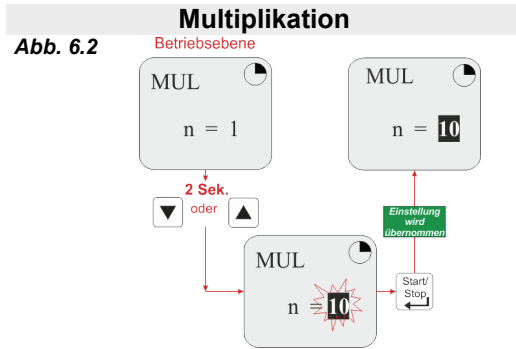 Multiplikation
Abb. 6.2
Betriebsebene
MUL
n = 1
2 Sek.
oder
MUL
n = 10
Start/
Stop
Einstellung
wird
übernommen
MUL
n = 10